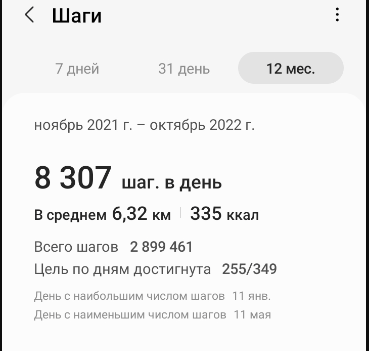 Шаги
7 дней 31 день 12 мес.
ноябрь 2021 г. – октябрь 2022 г.
8 307 шаг. в день
В среднем 6,32 км 335 ккал
Всего шагов 2 899 461
Цель по дням достигнута 255/349
День с наибольшим числом шагов 11 янв.
День с наименьшим числом шагов 11 мая